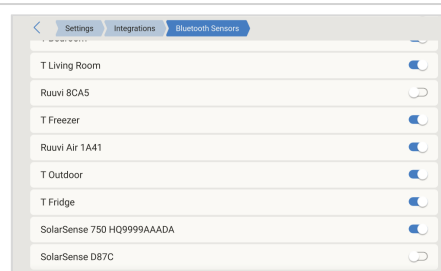 Settings
Integrations
Bluetooth Sensors
T Bedroom
T Living Room
Ruuvi 8CA5
T Freezer
Ruuvi Air 1A41
T Outdoor
T Fridge
SolarSense 750 HQ9999AAADA
SolarSense D87C